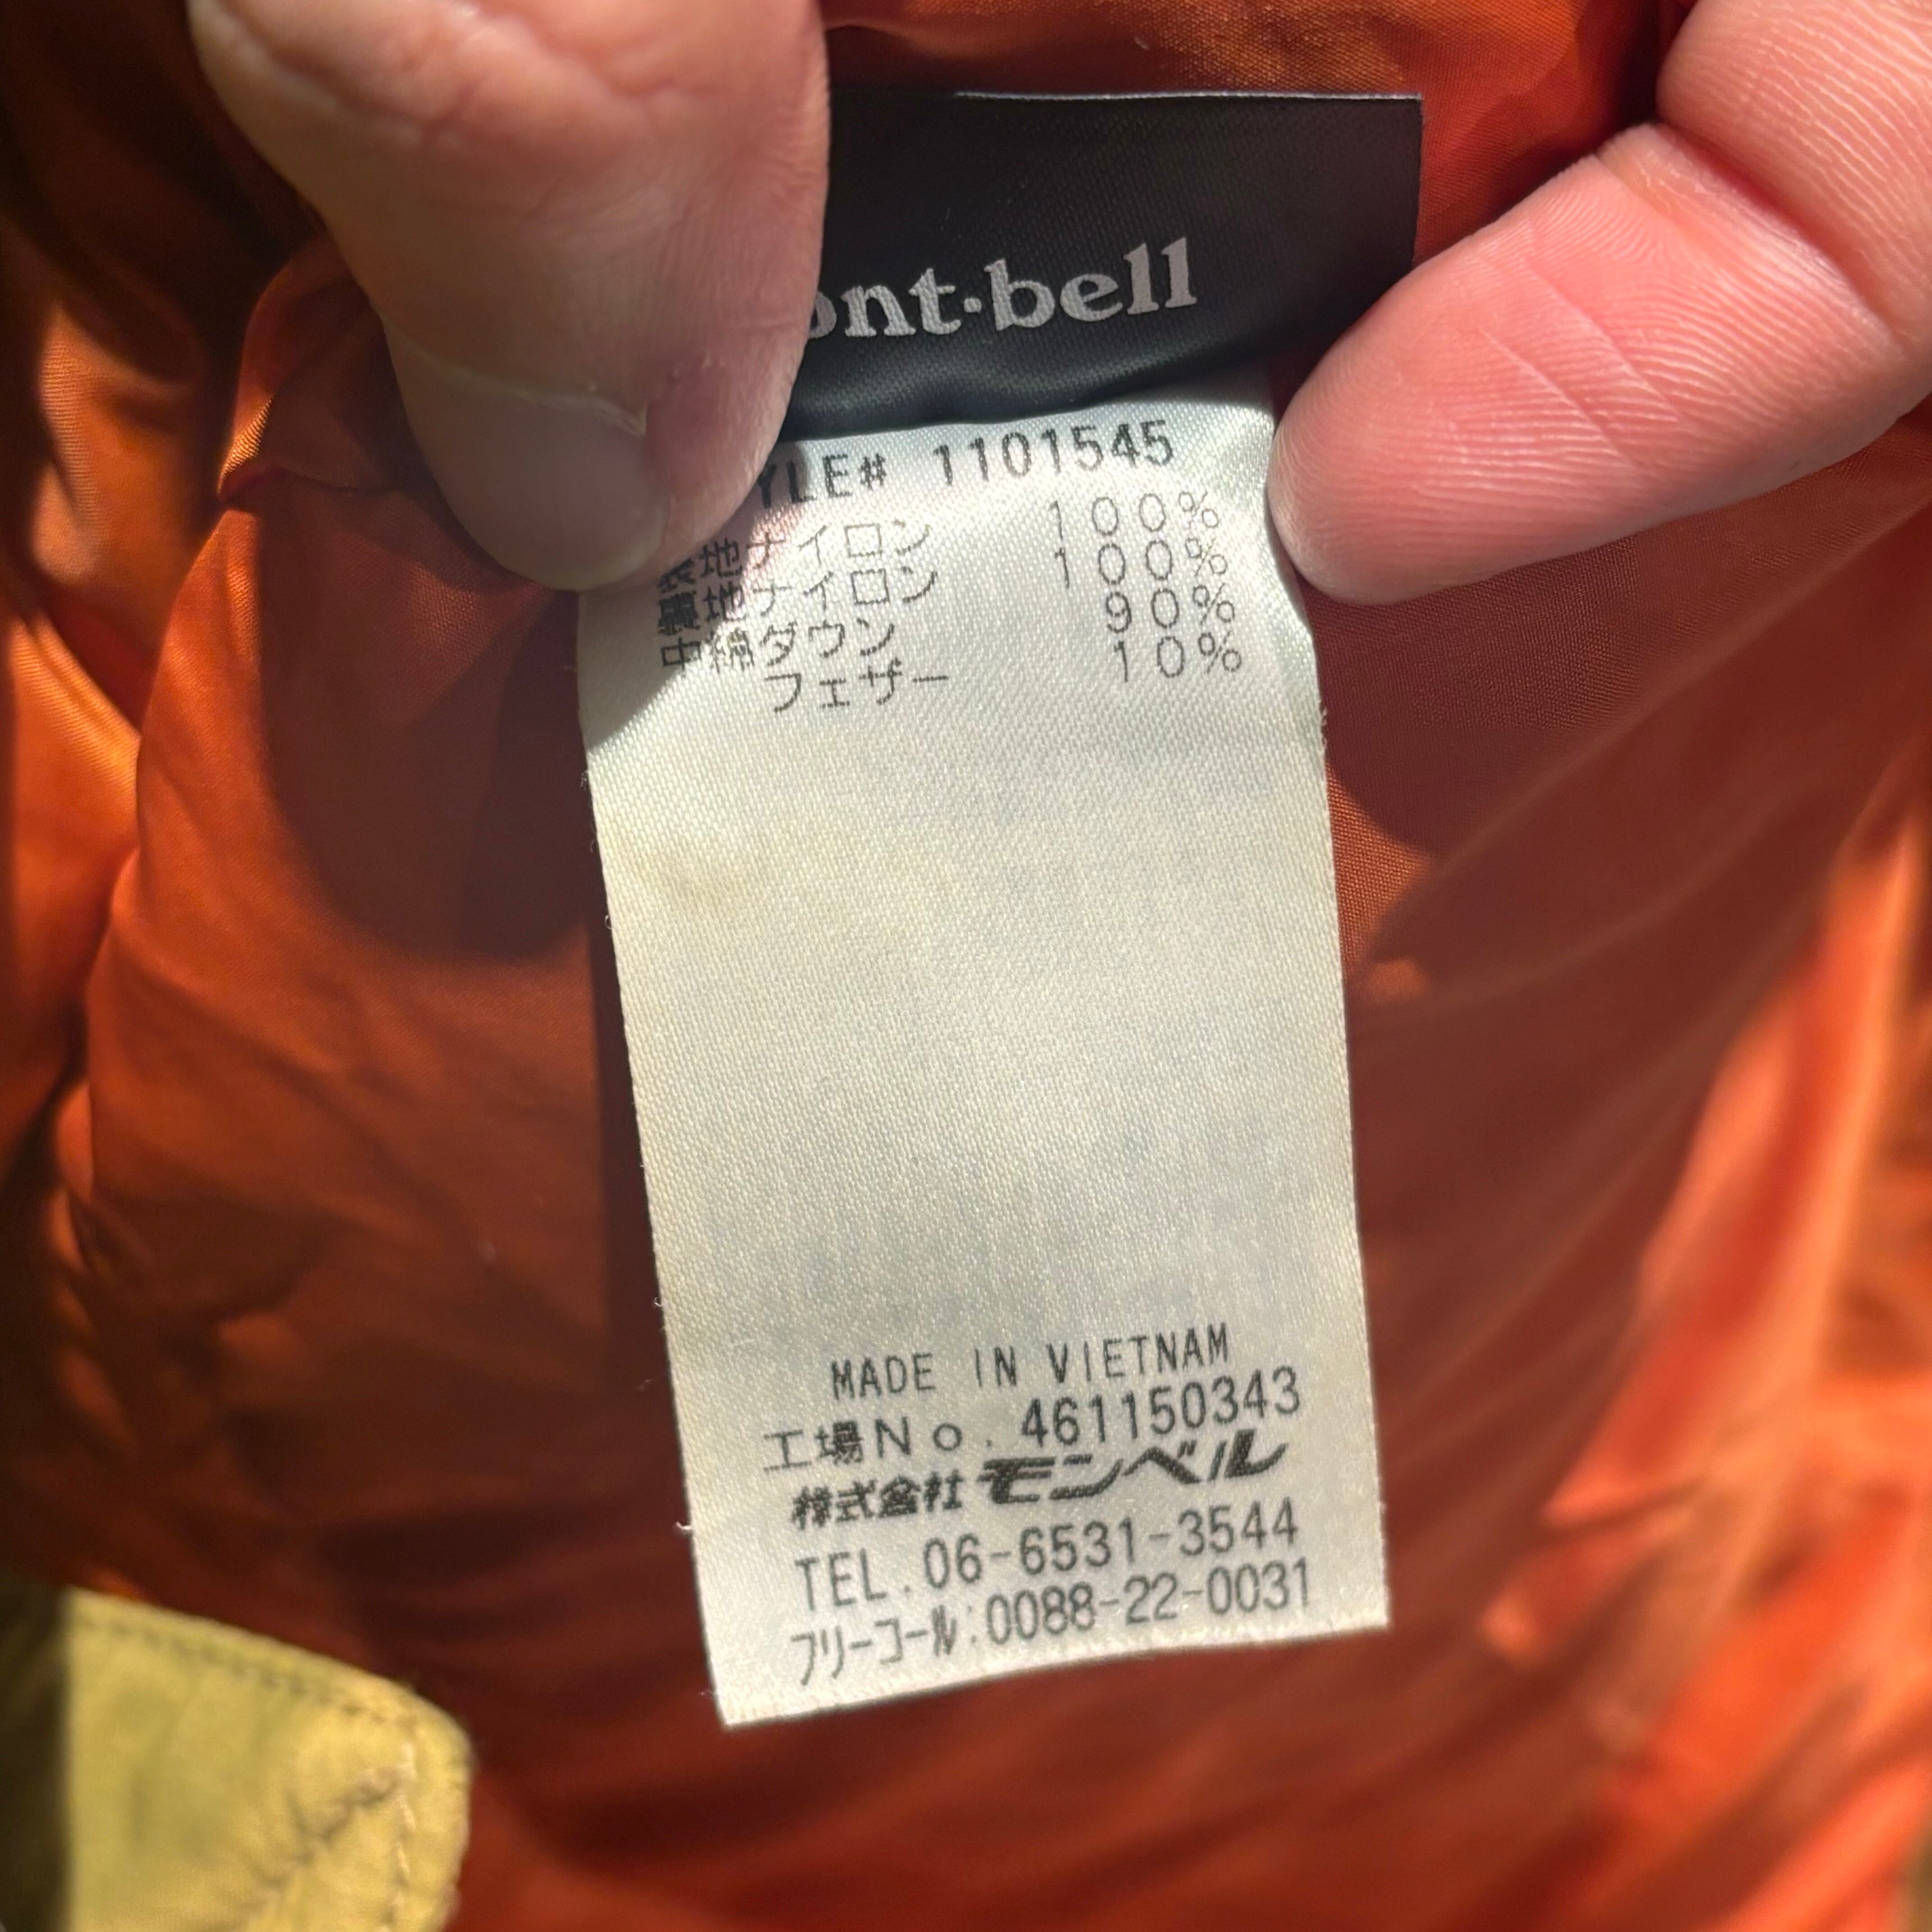 ont·bell
YLE# 1101545
表地ナイロン 100%
裏地ナイロン 100%
中綿ダウン 90%
フェザー 10%
MADE IN VIETNAM
工場No. 461150343
株式会社モンベル
TEL.06-6531-3544
フリーコール:0088-22-0031